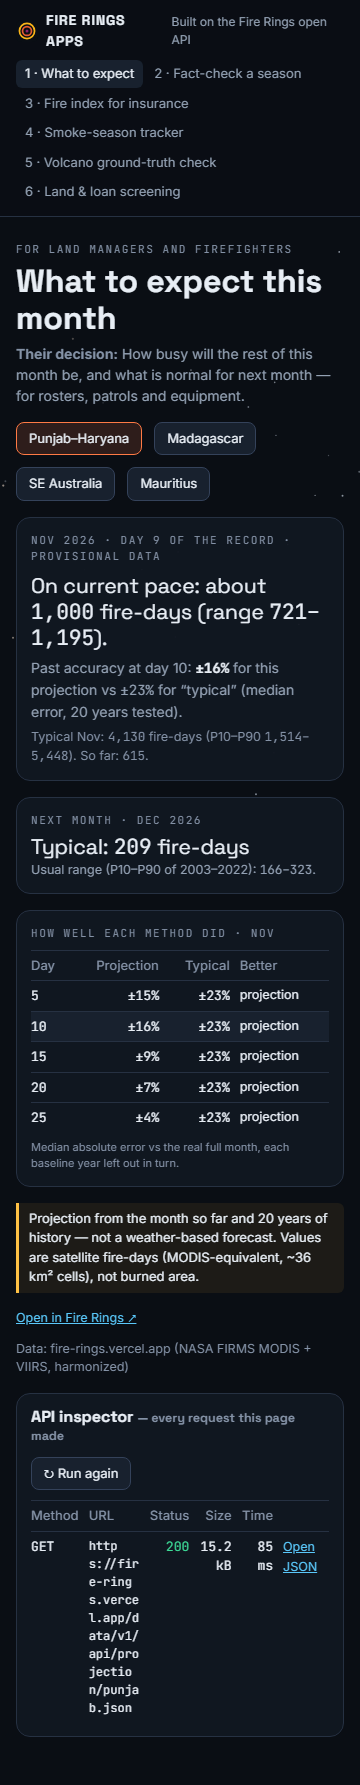 FIRE RINGS
APPS
Built on the Fire Rings open
API
1 · What to expect
2 · Fact-check a season
3 · Fire index for insurance
4 · Smoke-season tracker
5 · Volcano ground-truth check
6 · Land & loan screening
FOR LAND MANAGERS AND FIREFIGHTERS
What to expect this
month
Their decision: How busy will the rest of this
month be, and what is normal for next month —
for rosters, patrols and equipment.
Punjab–Haryana
Madagascar
SE Australia
Mauritius
NOV 2026 · DAY 9 OF THE RECORD ·
PROVISIONAL DATA
On current pace: about
1,000 fire-days (range 721–
1,195).
Past accuracy at day 10: ±16% for this
projection vs ±23% for “typical” (median
error, 20 years tested).
Typical Nov: 4,130 fire-days (P10–P90 1,514–
5,448). So far: 615.
NEXT MONTH · DEC 2026
Typical: 209 fire-days
Usual range (P10–P90 of 2003–2022): 166–323.
HOW WELL EACH METHOD DID · NOV
Day Projection Typical Better
5 ±15% ±23% projection
10 ±16% ±23% projection
15 ±9% ±23% projection
20 ±7% ±23% projection
25 ±4% ±23% projection
Median absolute error vs the real full month, each
baseline year left out in turn.
Projection from the month so far and 20 years of
history — not a weather-based forecast. Values
are satellite fire-days (MODIS-equivalent, ~36
km² cells), not burned area.
Open in Fire Rings ↗
Data: fire-rings.vercel.app (NASA FIRMS MODIS +
VIIRS, harmonized)
API inspector — every request this page
made
↻ Run again
Method URL Status Size Time
GET http 200 15.2 85 Open
s://fir kB ms JSON
e-ring
s.verce
l.app/d
ata/v1/
api/pro
jectio
n/punja
b.json